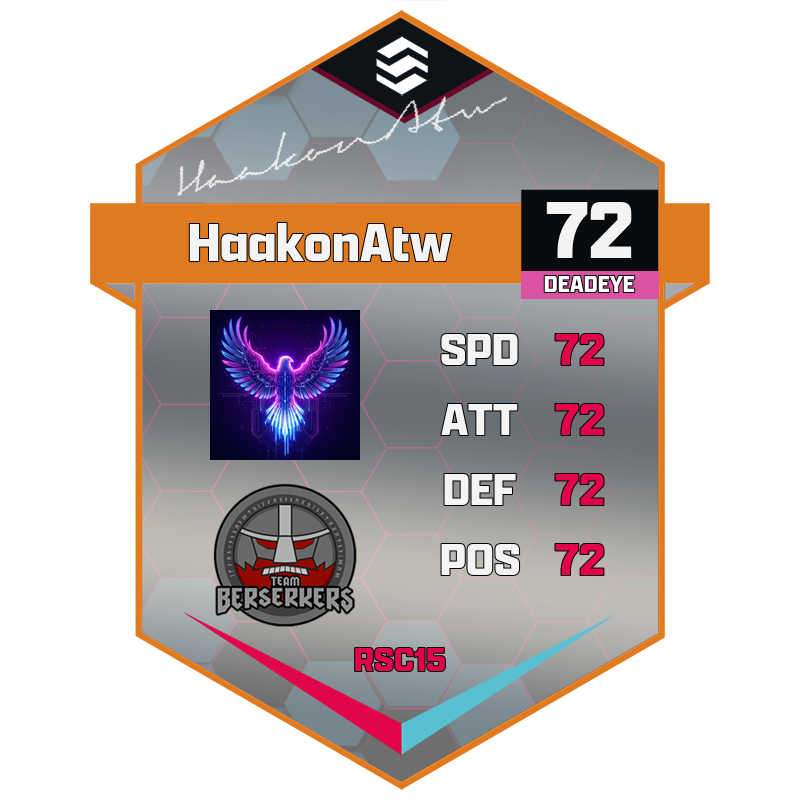 HaakonAtw
HaakonAtw
72
DEADEYE
SPD 72
ATT 72
DEF 72
POS 72
TEAM
BERSERKERS
RSC15